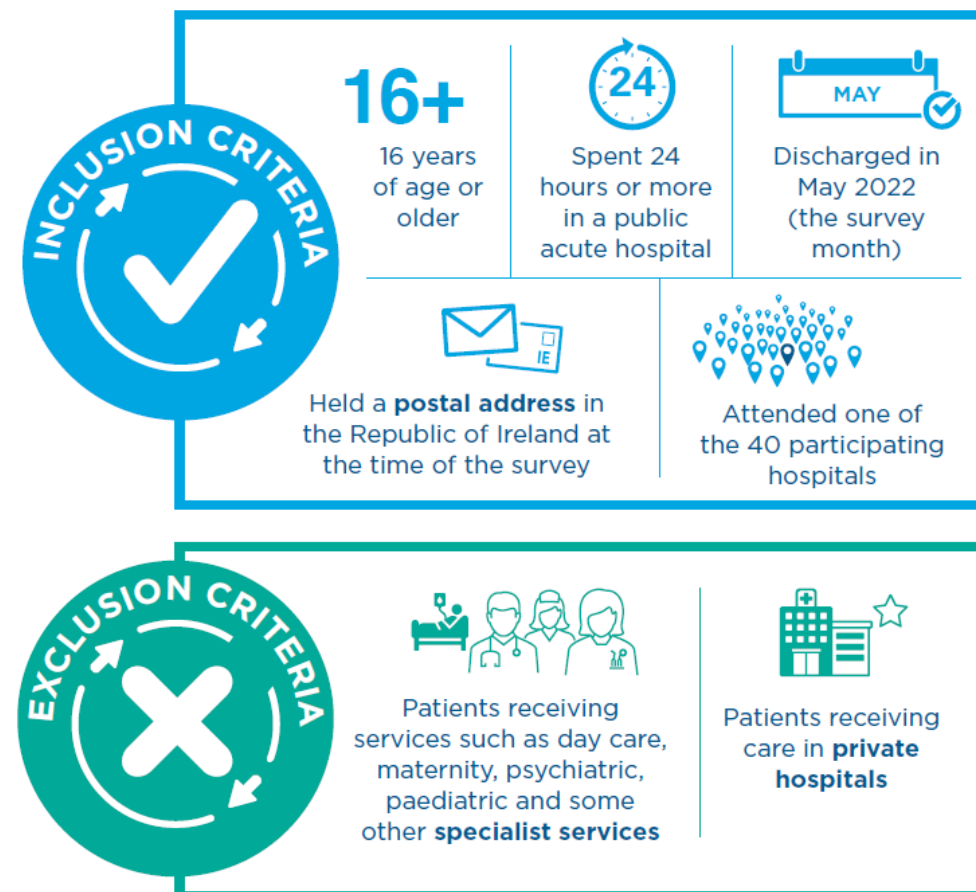 INCLUSION CRITERIA
16+
16 years
of age or
older
24
Spent 24
hours or more
in a public
acute hospital
MAY
Discharged in
May 2022
(the survey
month)
IE
Held a postal address in
the Republic of Ireland at
the time of the survey
Attended one of
the 40 participating
hospitals
EXCLUSION CRITERIA
Patients receiving
services such as day care,
maternity, psychiatric,
paediatric and some
other specialist services
Patients receiving
care in private
hospitals